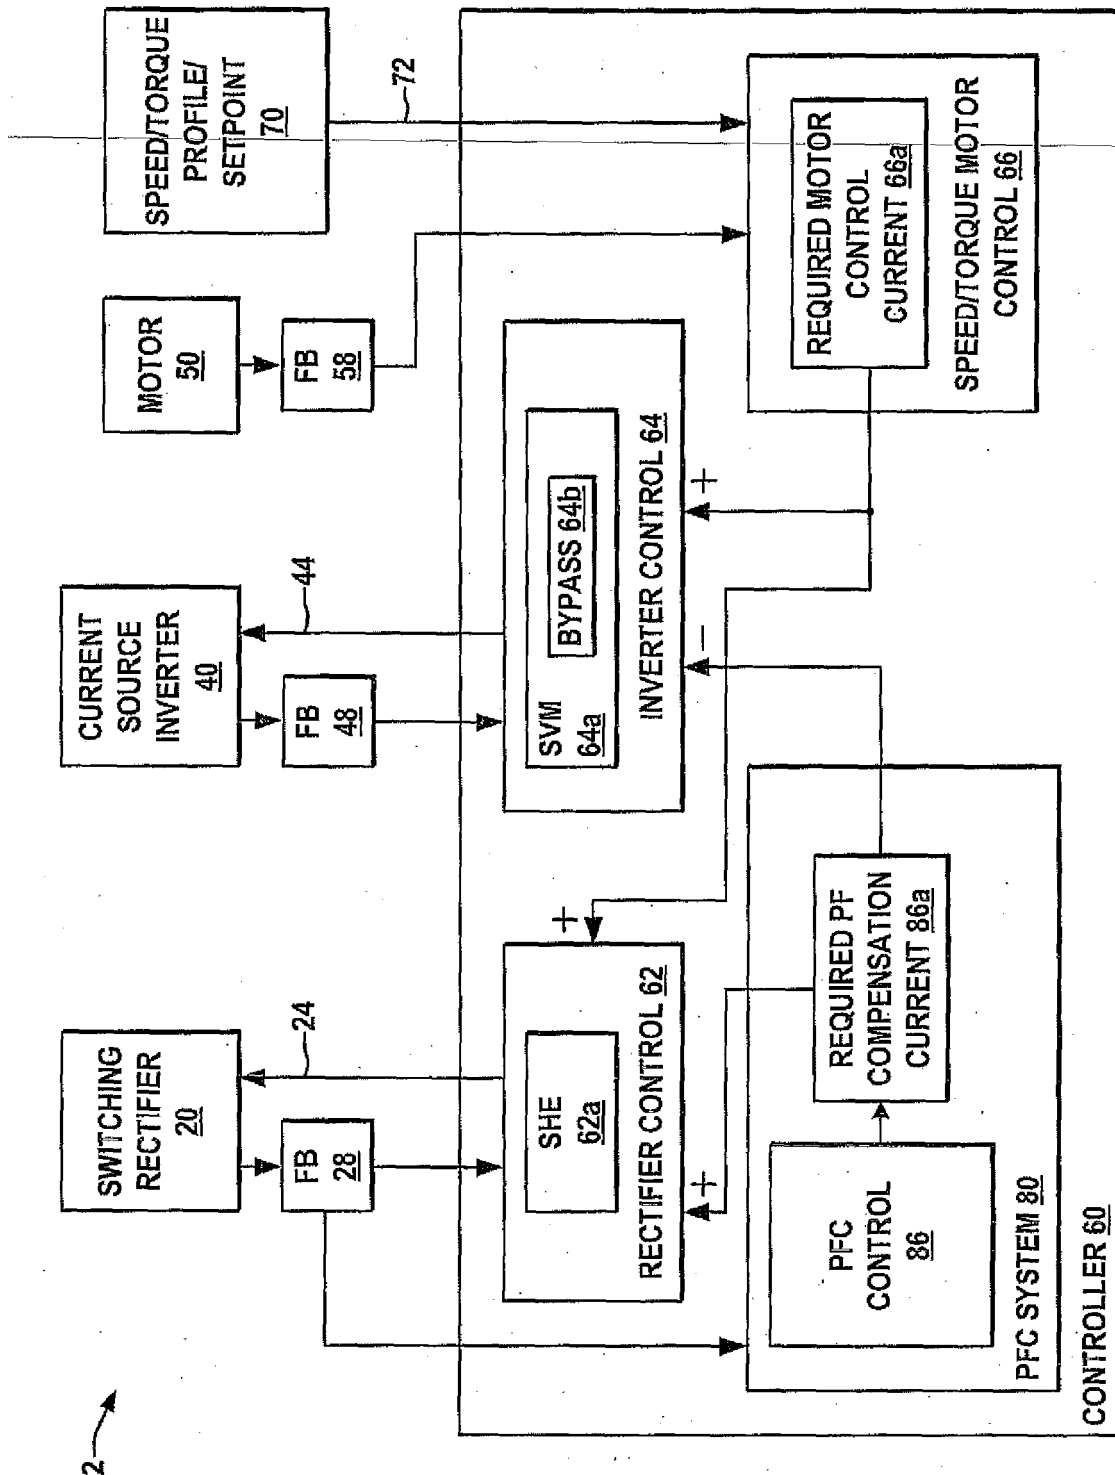 2
SWITCHING
RECTIFIER
20
FB
28
24
CURRENT
SOURCE
INVERTER
40
FB
48
44
MOTOR
50
FB
58
SPEED/TORQUE
PROFILE/
SETPOINT
70
72
SHE
62a
RECTIFIER CONTROL 62
+
+
SVM
64a
BYPASS 64b
INVERTER CONTROL 64
-
+
PFC
CONTROL
86
REQUIRED PF
COMPENSATION
CURRENT 86a
PFC SYSTEM 80
REQUIRED MOTOR
CONTROL
CURRENT 66a
SPEED/TORQUE MOTOR
CONTROL 66
CONTROLLER 60